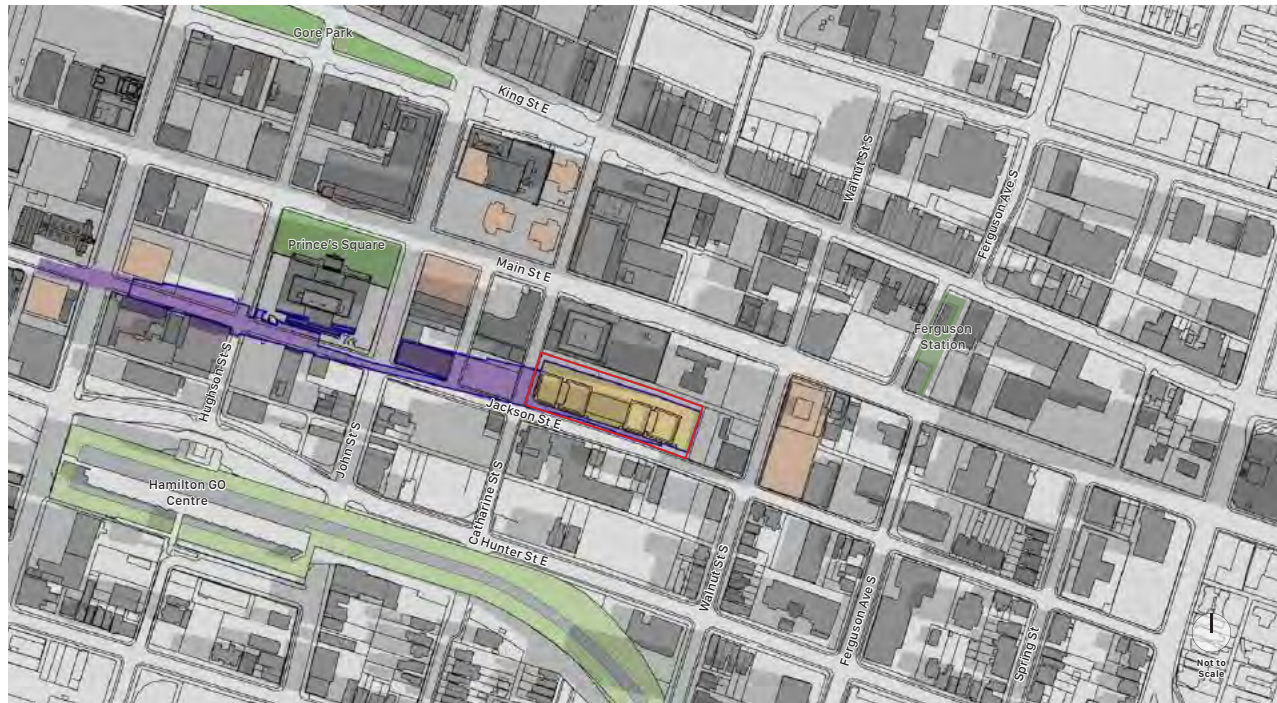 Gore Park
King St E
Walnut St S
Ferguson Ave S
Prince's Square
Main St E
Ferguson
Station
Hughson St S
Jackson St E
John St S
Catharine St S
Hamilton GO
Centre
Hunter St E
Walnut St S
Ferguson Ave S
Spring St
Not to
Scale